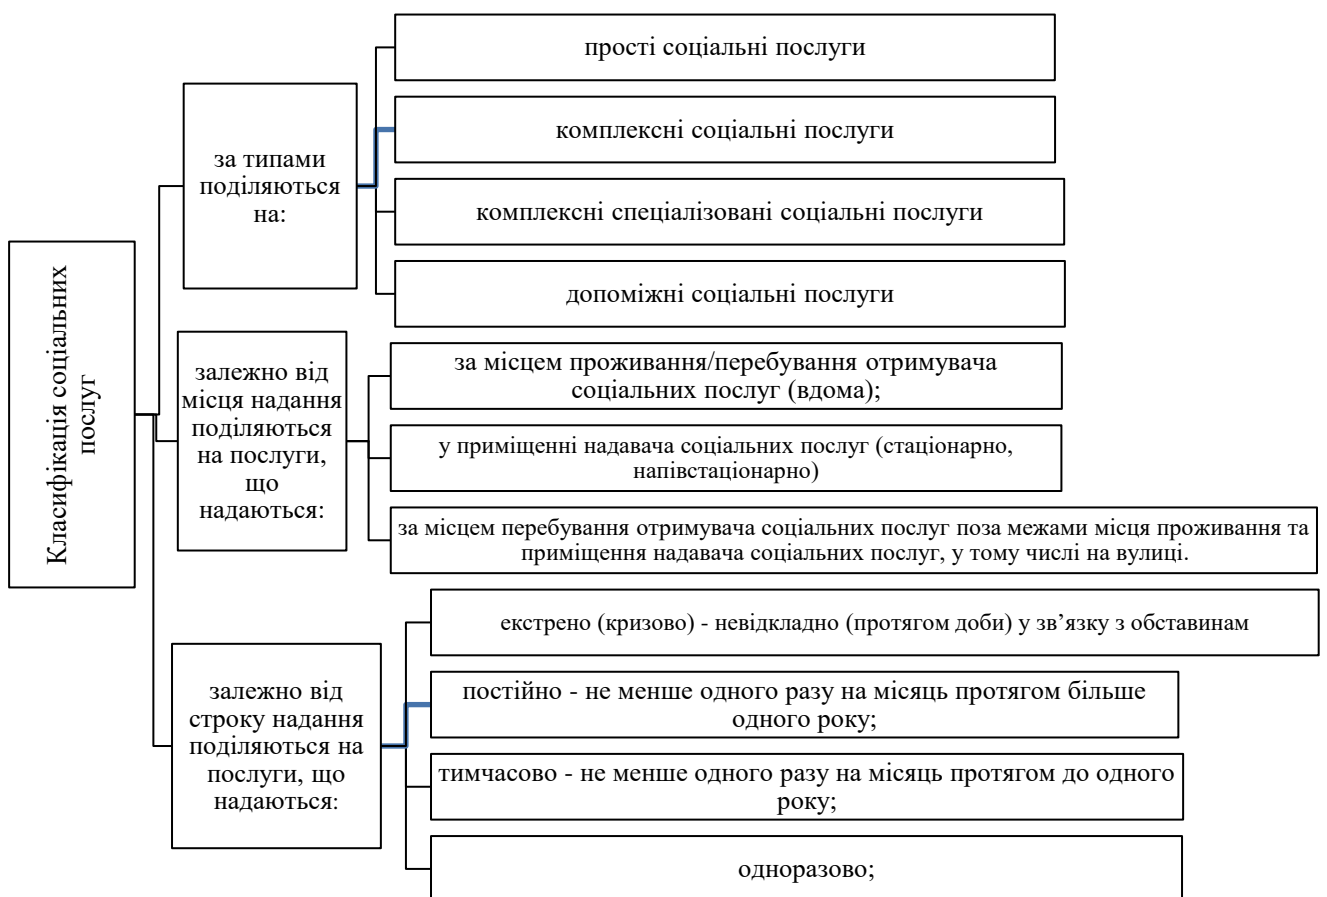 Класифікація соціальних
послуг
за типами
поділяються
на:
прості соціальні послуги
комплексні соціальні послуги
комплексні спеціалізовані соціальні послуги
допоміжні соціальні послуги
залежно від
місця надання
поділяються
на послуги,
що
надаються:
за місцем проживання/перебування отримувача
соціальних послуг (вдома);
у приміщенні надавача соціальних послуг (стаціонарно,
напівстаціонарно)
за місцем перебування отримувача соціальних послуг поза межами місця проживання та
приміщення надавача соціальних послуг, у тому числі на вулиці.
залежно від
строку надання
поділяються на
послуги, що
надаються:
екстрено (кризово) - невідкладно (протягом доби) у зв’язку з обставинам
постійно - не менше одного разу на місяць протягом більше
одного року;
тимчасово - не менше одного разу на місяць протягом до одного
року;
одноразово;